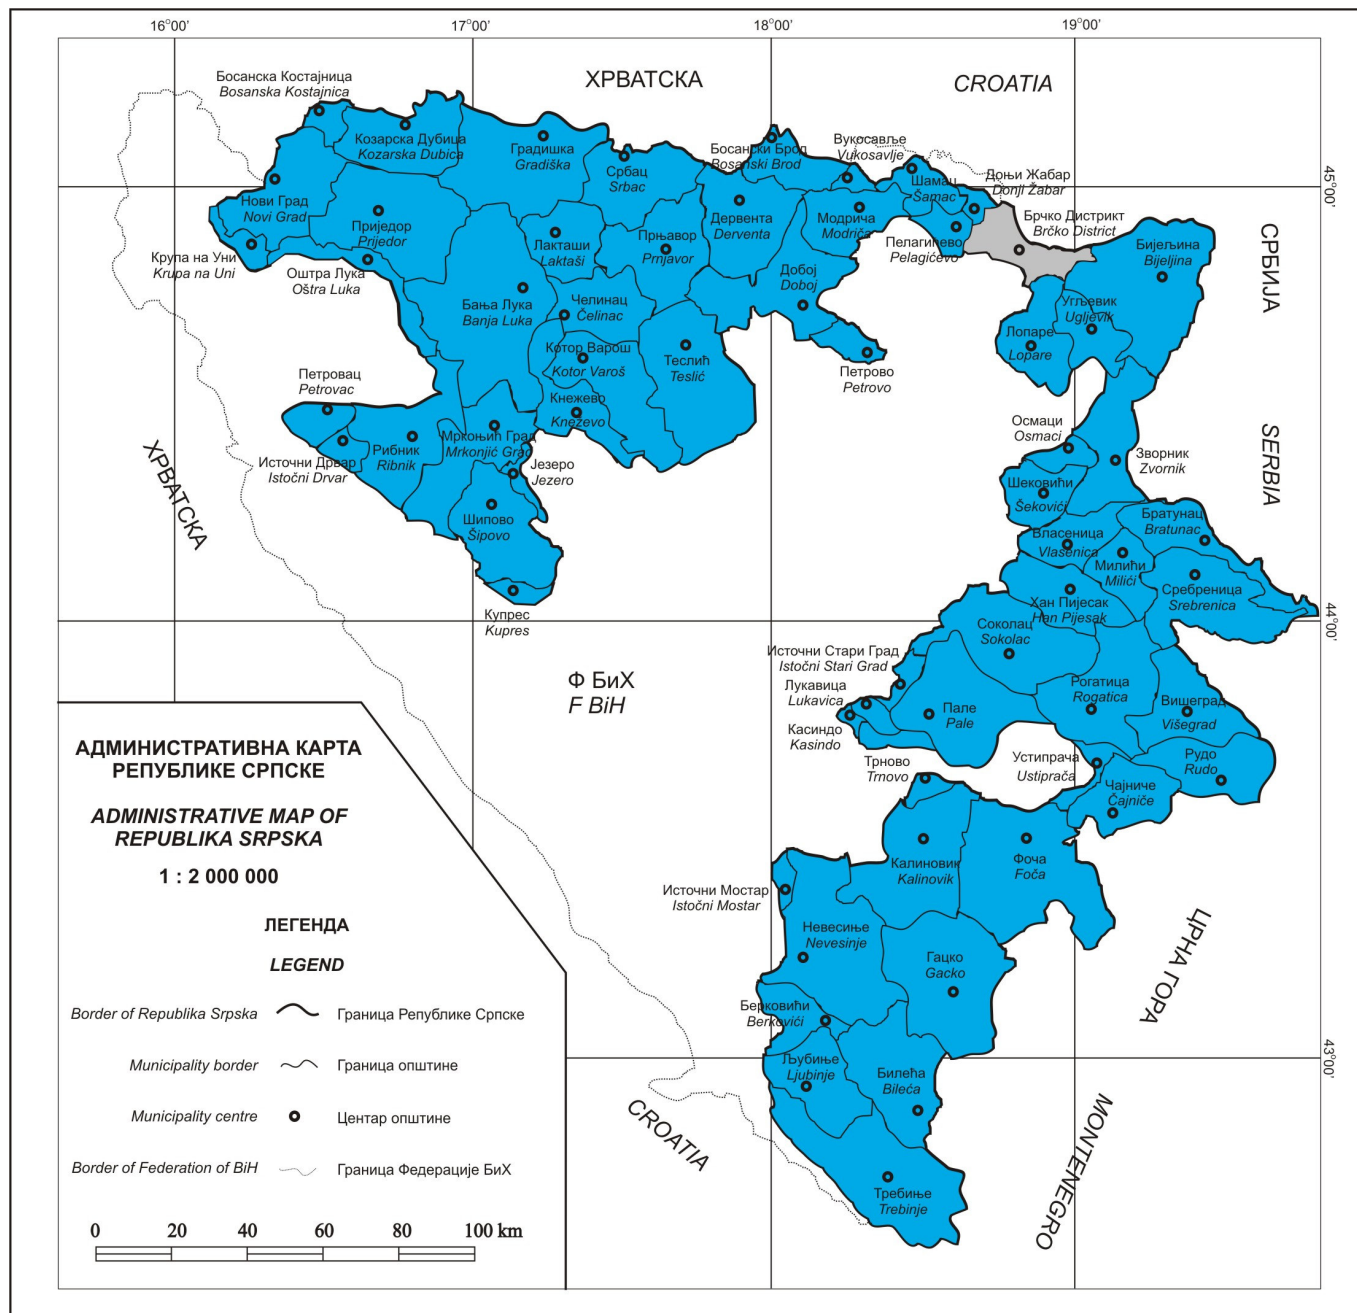 16°00'
17°00'
18°00'
19°00'
ХРВАТСКА
CROATIA
Босанска Костајница
Bosanska Kostajnica
Козарска Дубица
Kozarska Dubica
Градишка
Gradiška
Србац
Srbac
Босански Брод
Bosanski Brod
Вукосавље
Vukosavlje
Шамац
Šamac
Доњи Жабар
Donji Žabar
Брчко Дистрикт
Brčko District
45°00'
Нови Град
Novi Grad
Приједор
Prijedor
Крупа на Уни
Krupa na Uni
Оштра Лука
Oštra Luka
Лакташи
Laktaši
Прњавор
Prnjavor
Дервента
Derventa
Модрича
Modriča
Пелагићево
Pelagićevo
Добој
Doboj
Бијељина
Bijeljina
СРБИЈА
Бања Лука
Banja Luka
Челинац
Čelinac
Угљевик
Ugljevik
Лопаре
Lopare
Котор Варош
Kotor Varoš
Теслић
Teslić
Петрово
Petrovo
Петровац
Petrovac
Кнежево
Kneževo
Осмаци
Osmaci
SERBIA
Источни Дрвар
Istočni Drvar
Рибник
Ribnik
Мркоњић Град
Mrkonjić Grad
Језеро
Jezero
Зворник
Zvornik
Шековићи
Šekovići
ХРВАТСКА
Шипово
Šipovo
Братунац
Bratunac
Власеница
Vlasenica
Милићи
Milići
Сребреница
Srebrenica
Хан Пијесак
Han Pijesak
Купрес
Kupres
44°00'
Соколац
Sokolac
Источни Стари Град
Istočni Stari Grad
Ф БиХ
F BiH
Лукавица
Lukavica
Касиндо
Kasindo
Пале
Pale
Рогатица
Rogatica
Вишеград
Višegrad
Трново
Trnovo
Устипрача
Ustiprača
Рудо
Rudo
Чајниче
Čajniče
Калиновик
Kalinovik
Фоча
Foča
Источни Мостар
Istočni Mostar
Невесиње
Nevesinje
Гацко
Gacko
ЦРНА ГОРА
Берковићи
Berkovići
43°00'
Љубиње
Ljubinje
Билећа
Bileća
CROATIA
MONTENEGRO
Требиње
Trebinje
АДМИНИСТРАТИВНА КАРТА
РЕПУБЛИКЕ СРПСКЕ
ADMINISTRATIVE MAP OF
REPUBLIKA SRPSKA
1 : 2 000 000
ЛЕГЕНДА
LEGEND
Border of Republika Srpska Граница Републике Српске
Municipality border Граница општине
Municipality centre Центар општине
Border of Federation of BiH Граница Федерације БиХ
0 20 40 60 80 100 km